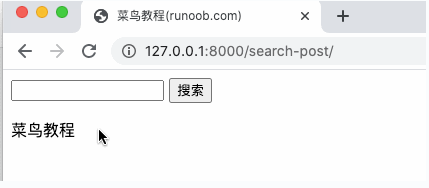 菜鸟教程(runoob.com)
127.0.0.1:8000/search-post/
搜索
菜鸟教程